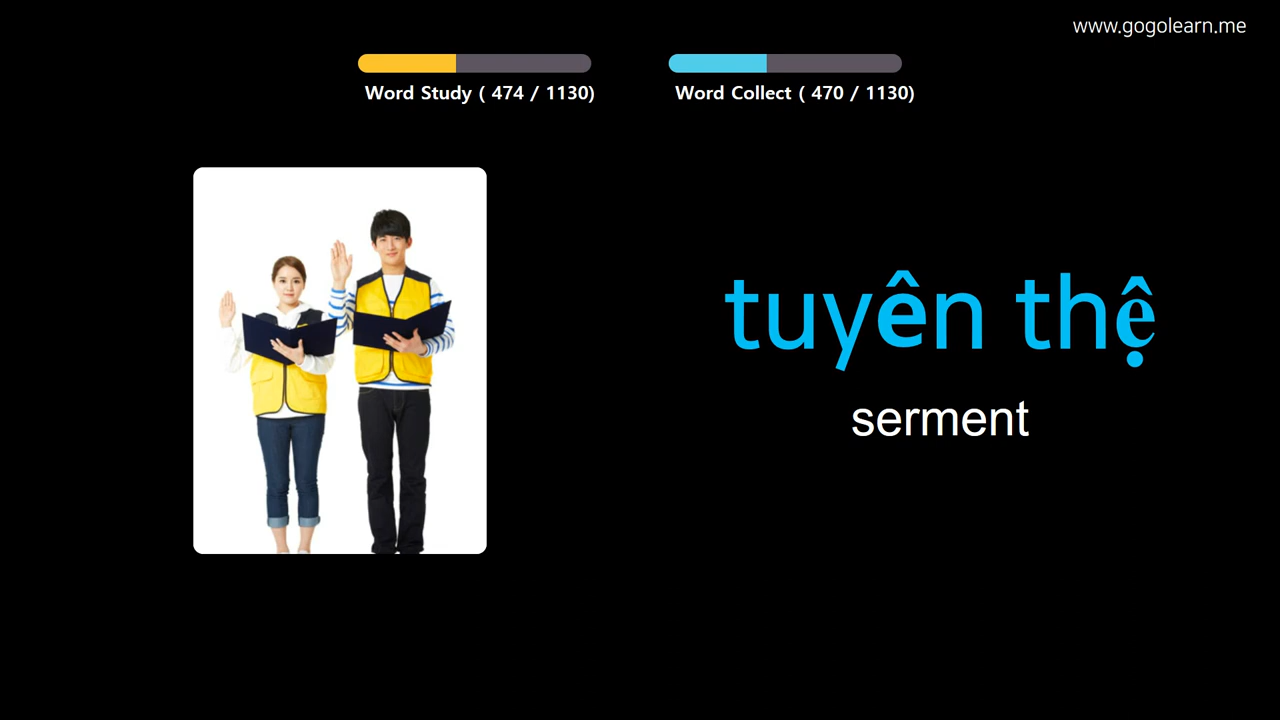 www.gogolearn.me
Word Study ( 474 / 1130)
Word Collect ( 470 / 1130)
tuyên thệ
serment